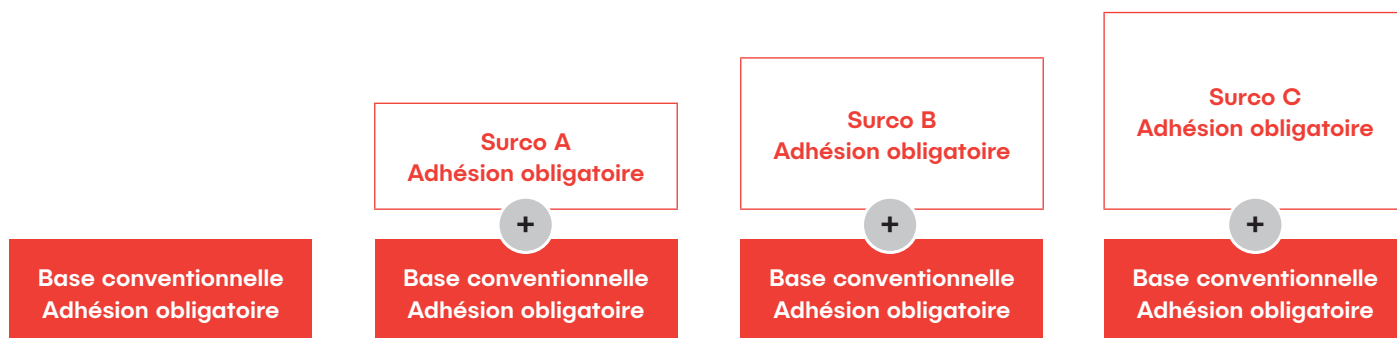 Surco A
Adhésion obligatoire
Surco B
Adhésion obligatoire
Surco C
Adhésion obligatoire
+
+
+
Base conventionnelle
Adhésion obligatoire
Base conventionnelle
Adhésion obligatoire
Base conventionnelle
Adhésion obligatoire
Base conventionnelle
Adhésion obligatoire